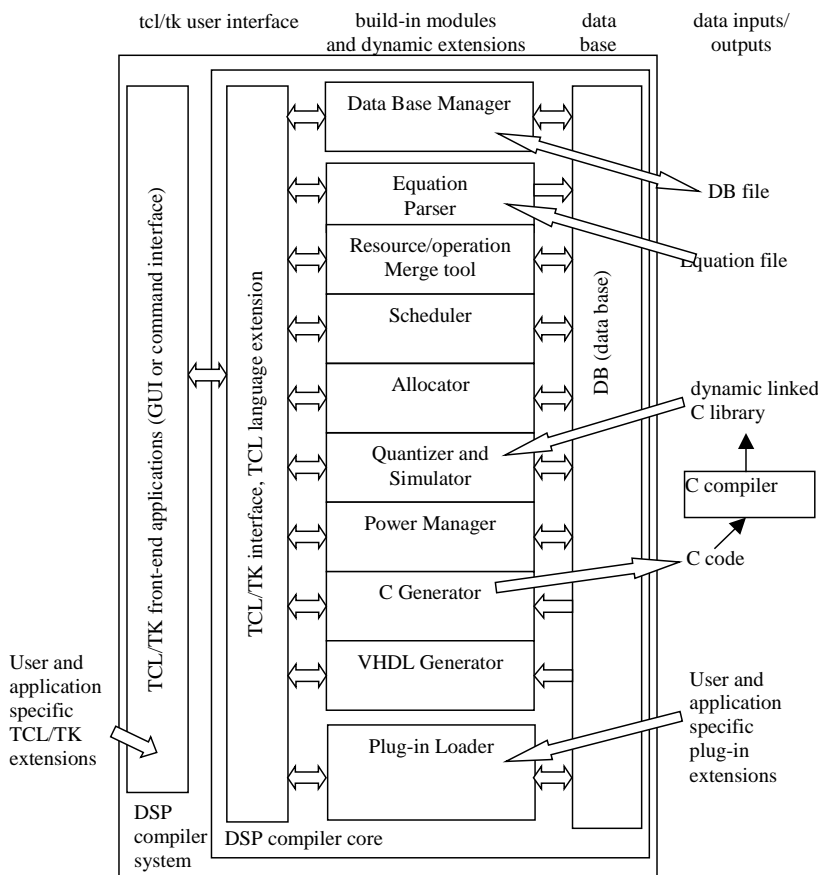 tcl/tk user interface
build-in modules
and dynamic extensions
data
base
data inputs/
outputs
TCL/TK front-end applications (GUI or command interface)
TCL/TK interface, TCL language extension
Data Base Manager
Equation
Parser
Resource/operation
Merge tool
Scheduler
Allocator
Quantizer and
Simulator
Power Manager
C Generator
VHDL Generator
Plug-in Loader
DB (data base)
DB file
Equation file
dynamic linked
C library
C compiler
C code
User and
application
specific
plug-in
extensions
User and
application
specific
TCL/TK
extensions
DSP
compiler
system
DSP compiler core